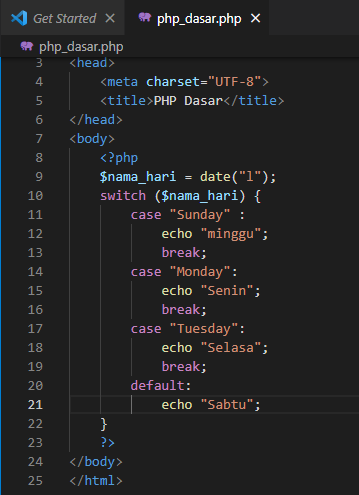 Get Started
php_dasar.php
php_dasar.php
3 <head>
4     <meta charset="UTF-8">
5     <title>PHP Dasar</title>
6 </head>
7 <body>
8     <?php
9     $nama_hari = date("l");
10     switch ($nama_hari) {
11         case "Sunday" :
12             echo "minggu";
13             break;
14         case "Monday":
15             echo "Senin";
16             break;
17         case "Tuesday":
18             echo "Selasa";
19             break;
20         default:
21             echo "Sabtu";
22     }
23     ?>
24 </body>
25 </html>